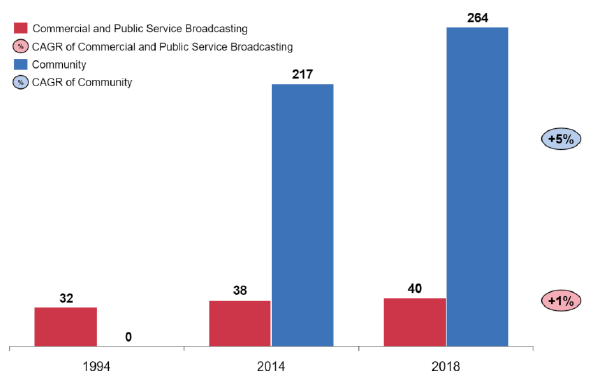 Commercial and Public Service Broadcasting
% CAGR of Commercial and Public Service Broadcasting
Community
% CAGR of Community
264
217
+5%
32
0
38
40
+1%
1994
2014
2018